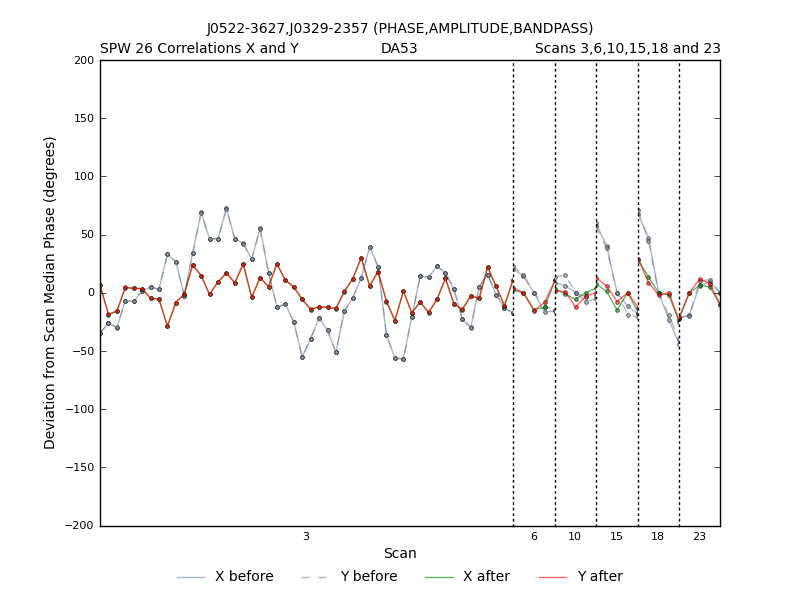 J0522-3627,J0329-2357 (PHASE,AMPLITUDE,BANDPASS)
SPW 26 Correlations X and Y DA53 Scans 3,6,10,15,18 and 23
200
150
100
50
0
−50
−100
−150
−200
Deviation from Scan Median Phase (degrees)
3 6 10 15 18 23
Scan
X before Y before X after Y after